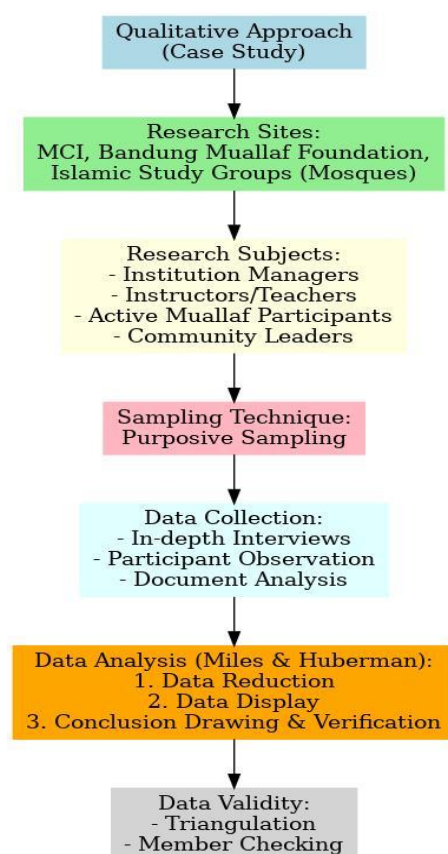 Qualitative Approach
(Case Study)
Research Sites:
MCI, Bandung Muallaf Foundation,
Islamic Study Groups (Mosques)
Research Subjects:
- Institution Managers
- Instructors/Teachers
- Active Muallaf Participants
- Community Leaders
Sampling Technique:
Purposive Sampling
Data Collection:
- In-depth Interviews
- Participant Observation
- Document Analysis
Data Analysis (Miles & Huberman):
1. Data Reduction
2. Data Display
3. Conclusion Drawing & Verification
Data Validity:
- Triangulation
- Member Checking